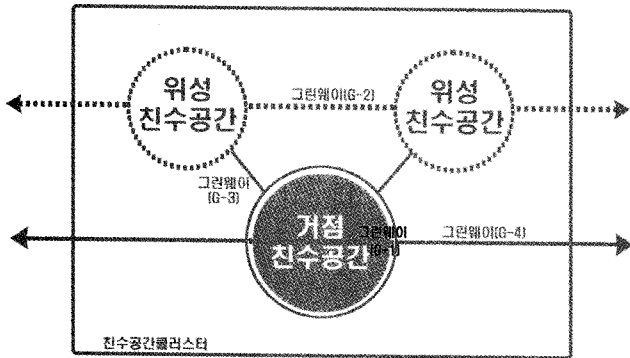 위성
친수공간
그린웨이(G-2)
위성
친수공간
그린웨이
(G-3)
거점
친수공간
그린웨이
(G-1)
그린웨이(G-4)
친수공간클러스터